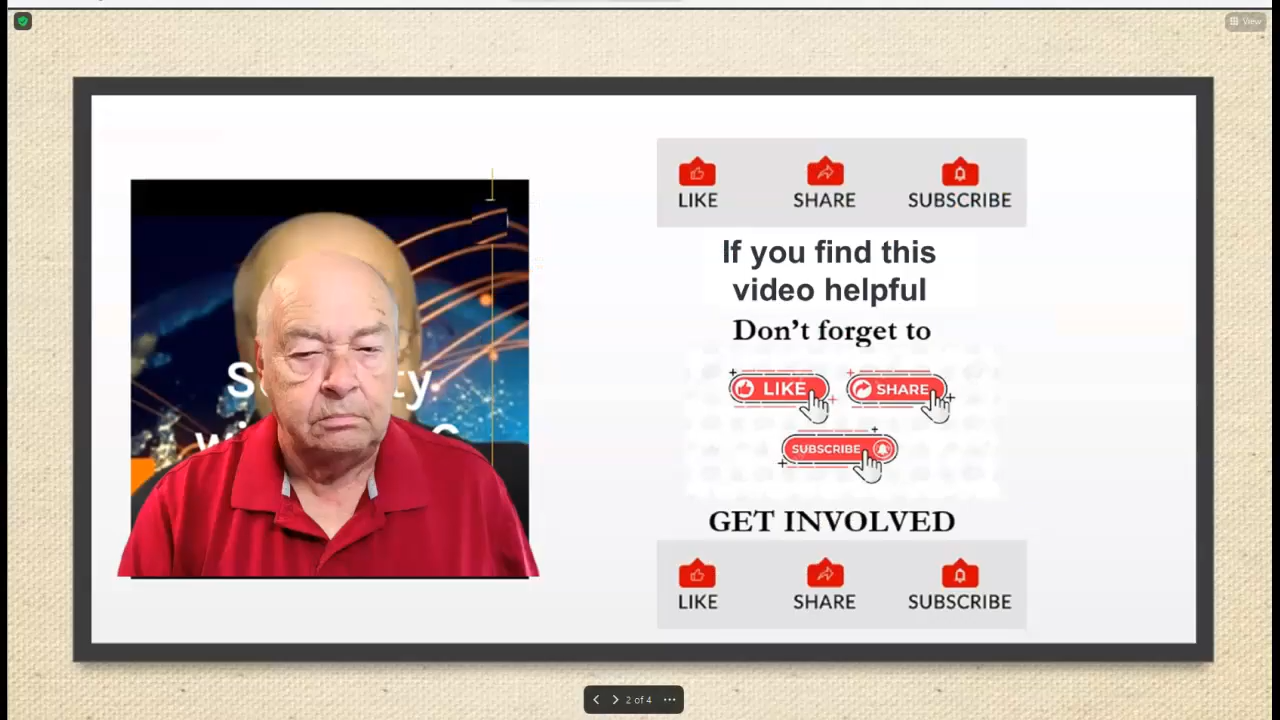 View
LIKE SHARE SUBSCRIBE
If you find this
video helpful
Don't forget to
LIKE SHARE
SUBSCRIBE
GET INVOLVED
LIKE SHARE SUBSCRIBE
2 of 4